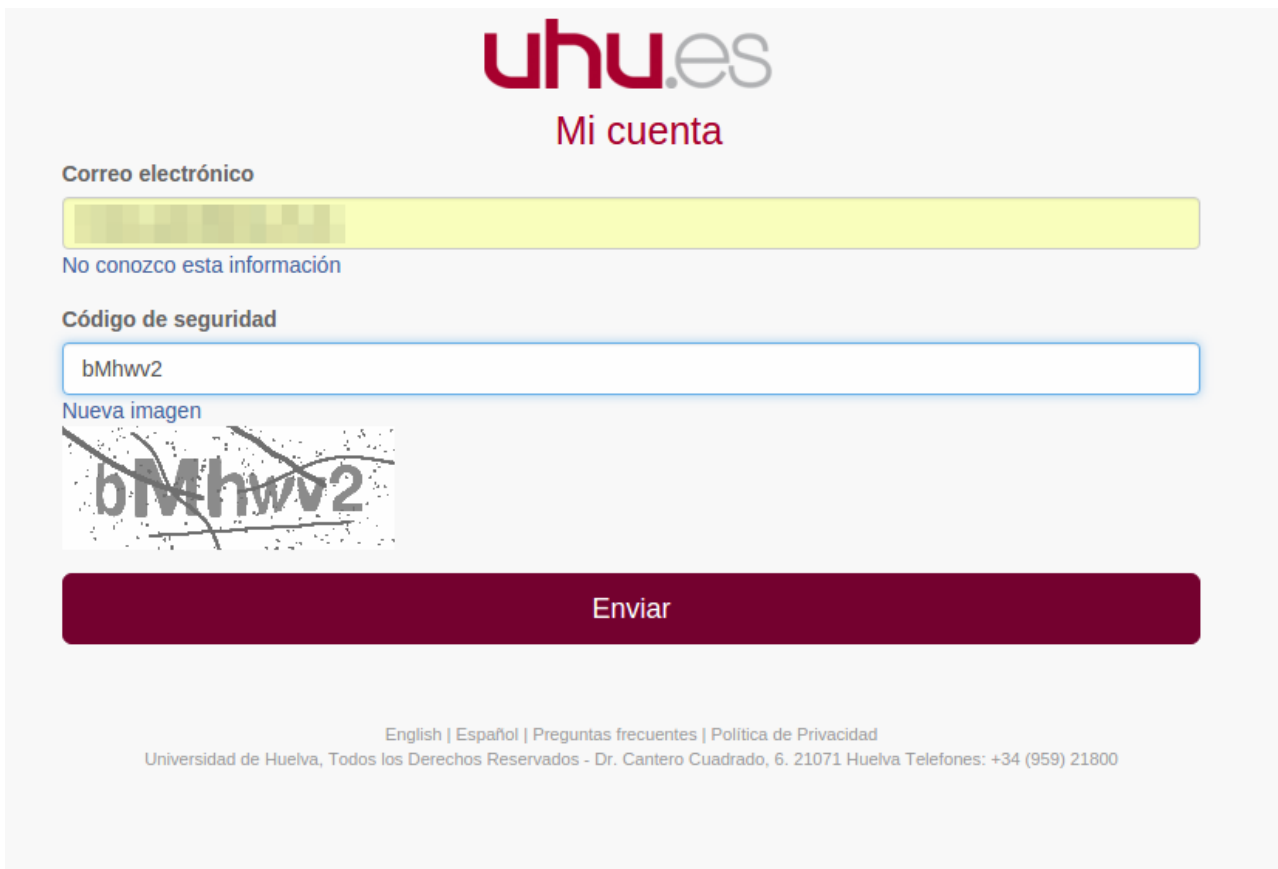 uhu.es
Mi cuenta
Correo electrónico
No conozco esta información
Código de seguridad
bMhwv2
Nueva imagen
bMhwv2
Enviar
English | Español | Preguntas frecuentes | Política de Privacidad
Universidad de Huelva, Todos los Derechos Reservados - Dr. Cantero Cuadrado, 6. 21071 Huelva Telefones: +34 (959) 21800